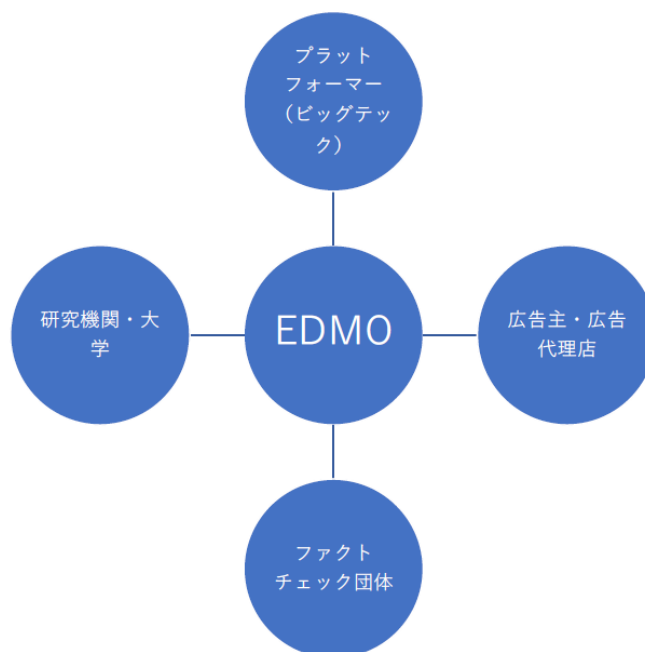 プラット
フォーマー
（ビッグテッ
ク）
研究機関・大
学
EDMO
広告主・広告
代理店
ファクト
チェック団体